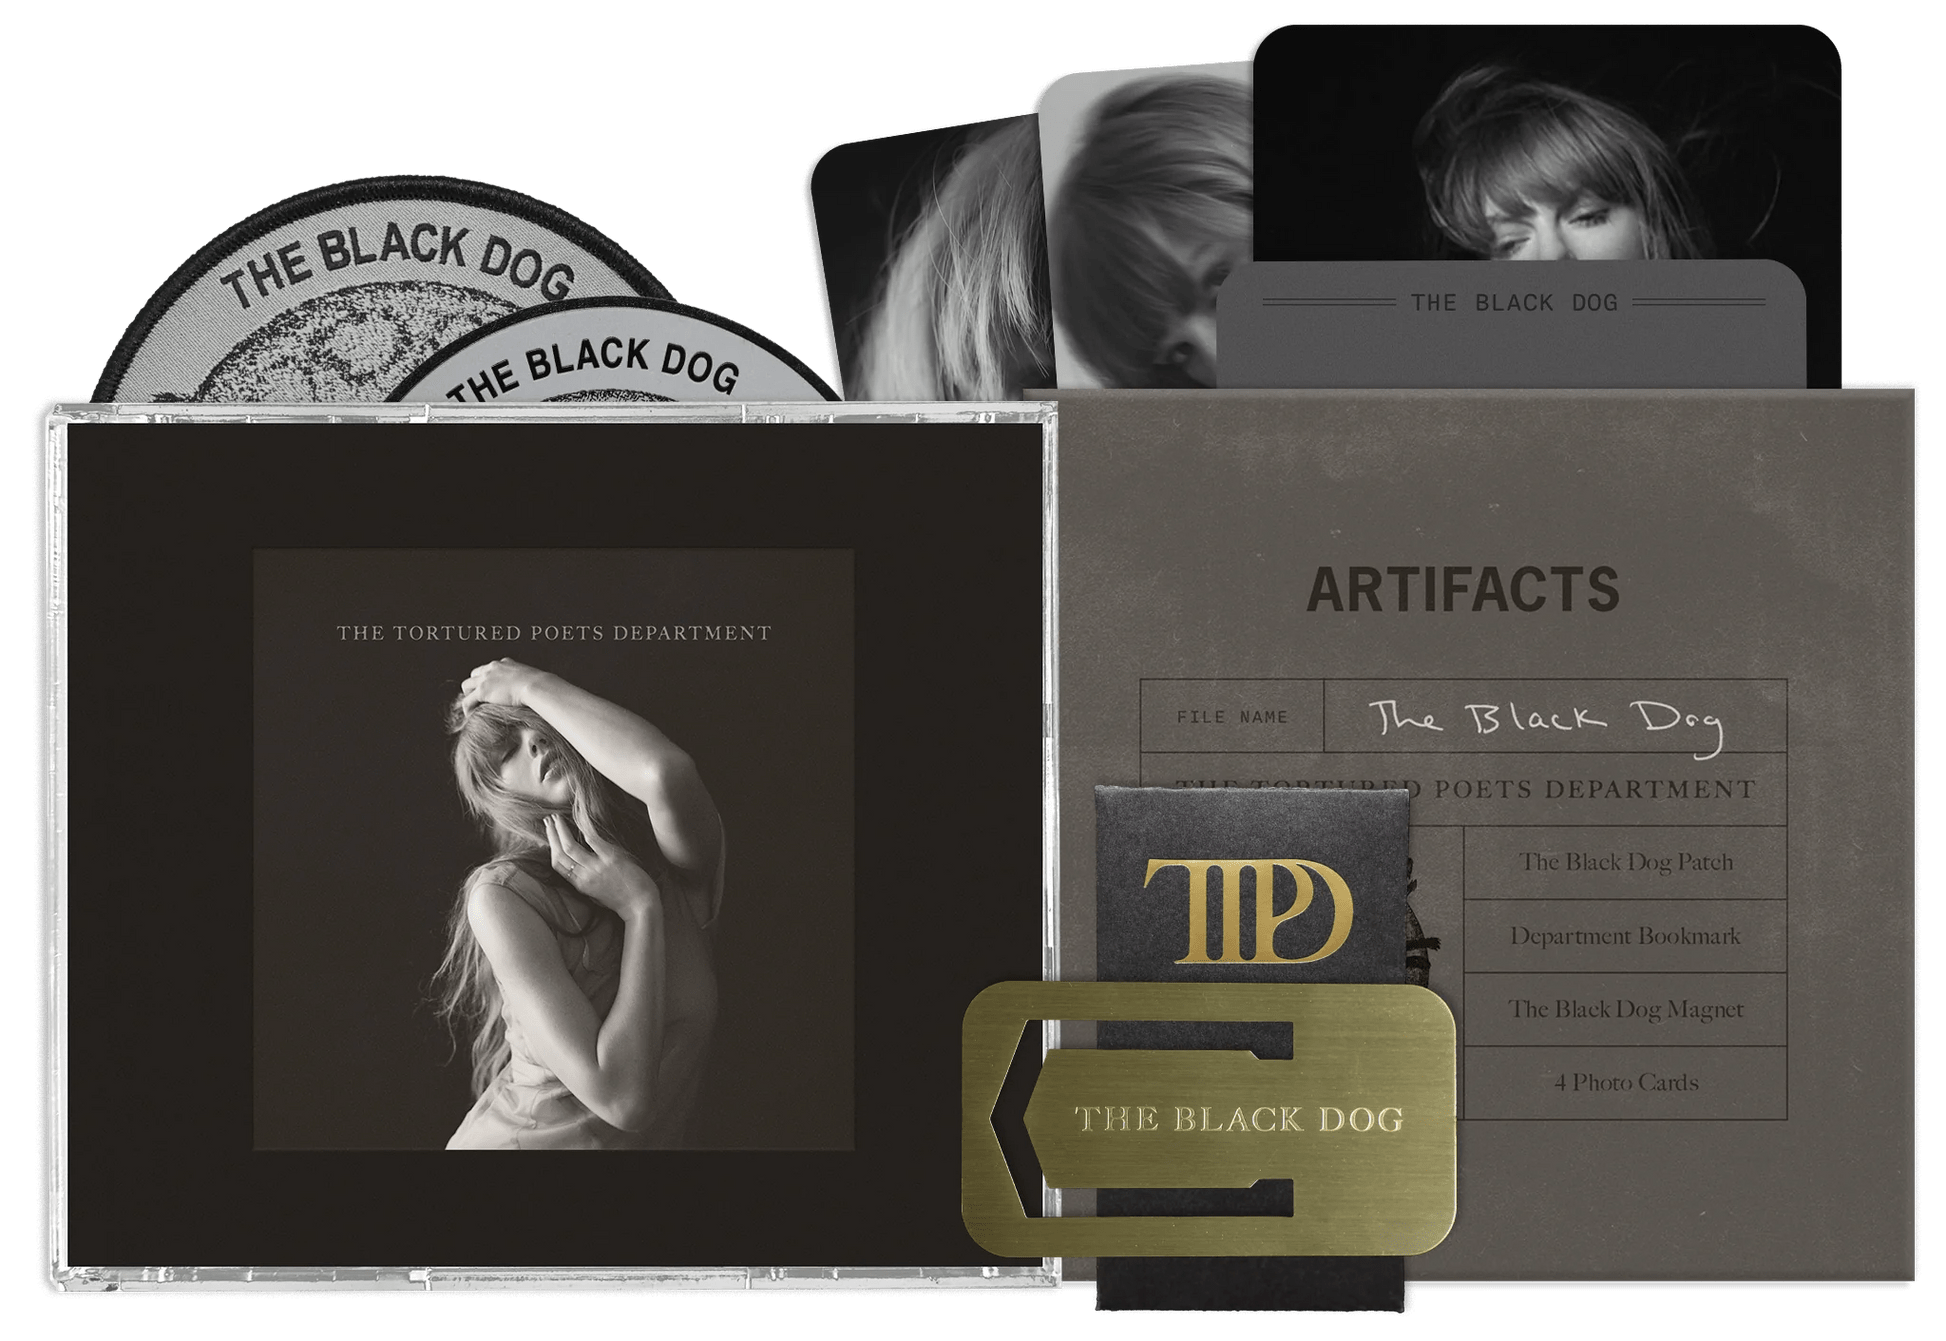 THE BLACK DOG
THE BLACK DOG
THE BLACK DOG
THE TORTURED POETS DEPARTMENT
ARTIFACTS
FILE NAME
The Black Dog
THE TORTURED POETS DEPARTMENT
The Black Dog Patch
Department Bookmark
The Black Dog Magnet
4 Photo Cards
TTPD
THE BLACK DOG